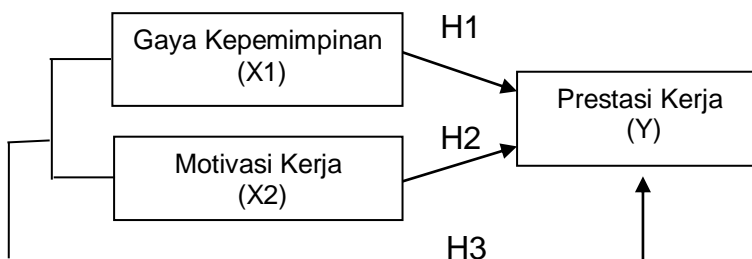 Gaya Kepemimpinan
(X1)
H1
Prestasi Kerja
(Y)
H2
Motivasi Kerja
(X2)
H3